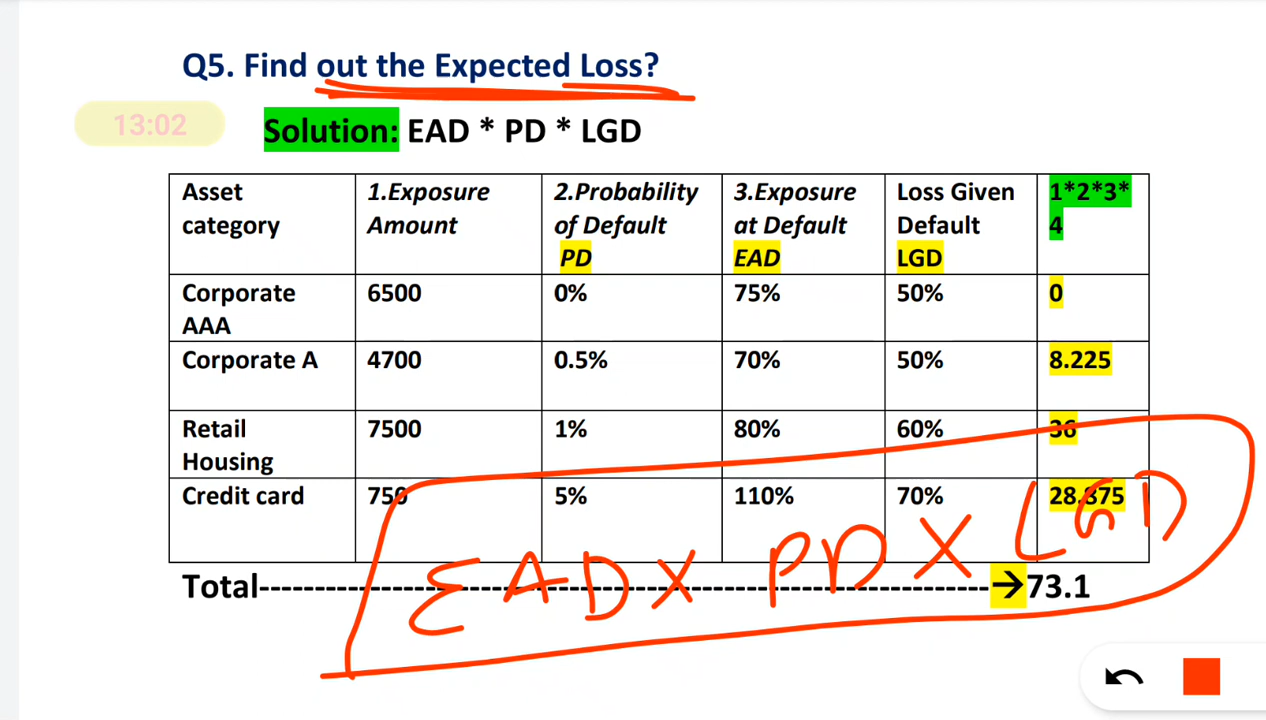 Q5. Find out the Expected Loss?
13:02
Solution: EAD * PD * LGD
Asset category 1.Exposure Amount 2.Probability of Default PD 3.Exposure at Default EAD Loss Given Default LGD 1*2*3*4
Corporate AAA 6500 0% 75% 50% 0
Corporate A 4700 0.5% 70% 50% 8.225
Retail Housing 7500 1% 80% 60% 36
Credit card 750 5% 110% 70% 28.875
EAD X PD X LGD
Total------→73.1